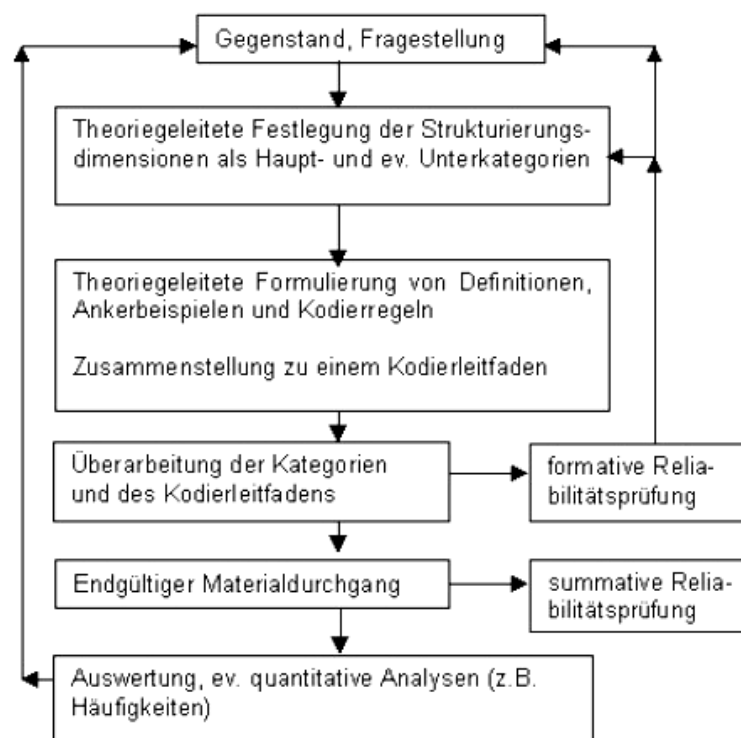 Gegenstand, Fragestellung
Theoriegeleitete Festlegung der Strukturierungs-
dimensionen als Haupt- und ev. Unterkategorien
Theoriegeleitete Formulierung von Definitionen,
Ankerbeispielen und Kodierregeln
Zusammenstellung zu einem Kodierleitfaden
Überarbeitung der Kategorien
und des Kodierleitfadens
formative Relia-
bilitätsprüfung
Endgültiger Materialdurchgang
summative Relia-
bilitätsprüfung
Auswertung, ev. quantitative Analysen (z.B.
Häufigkeiten)